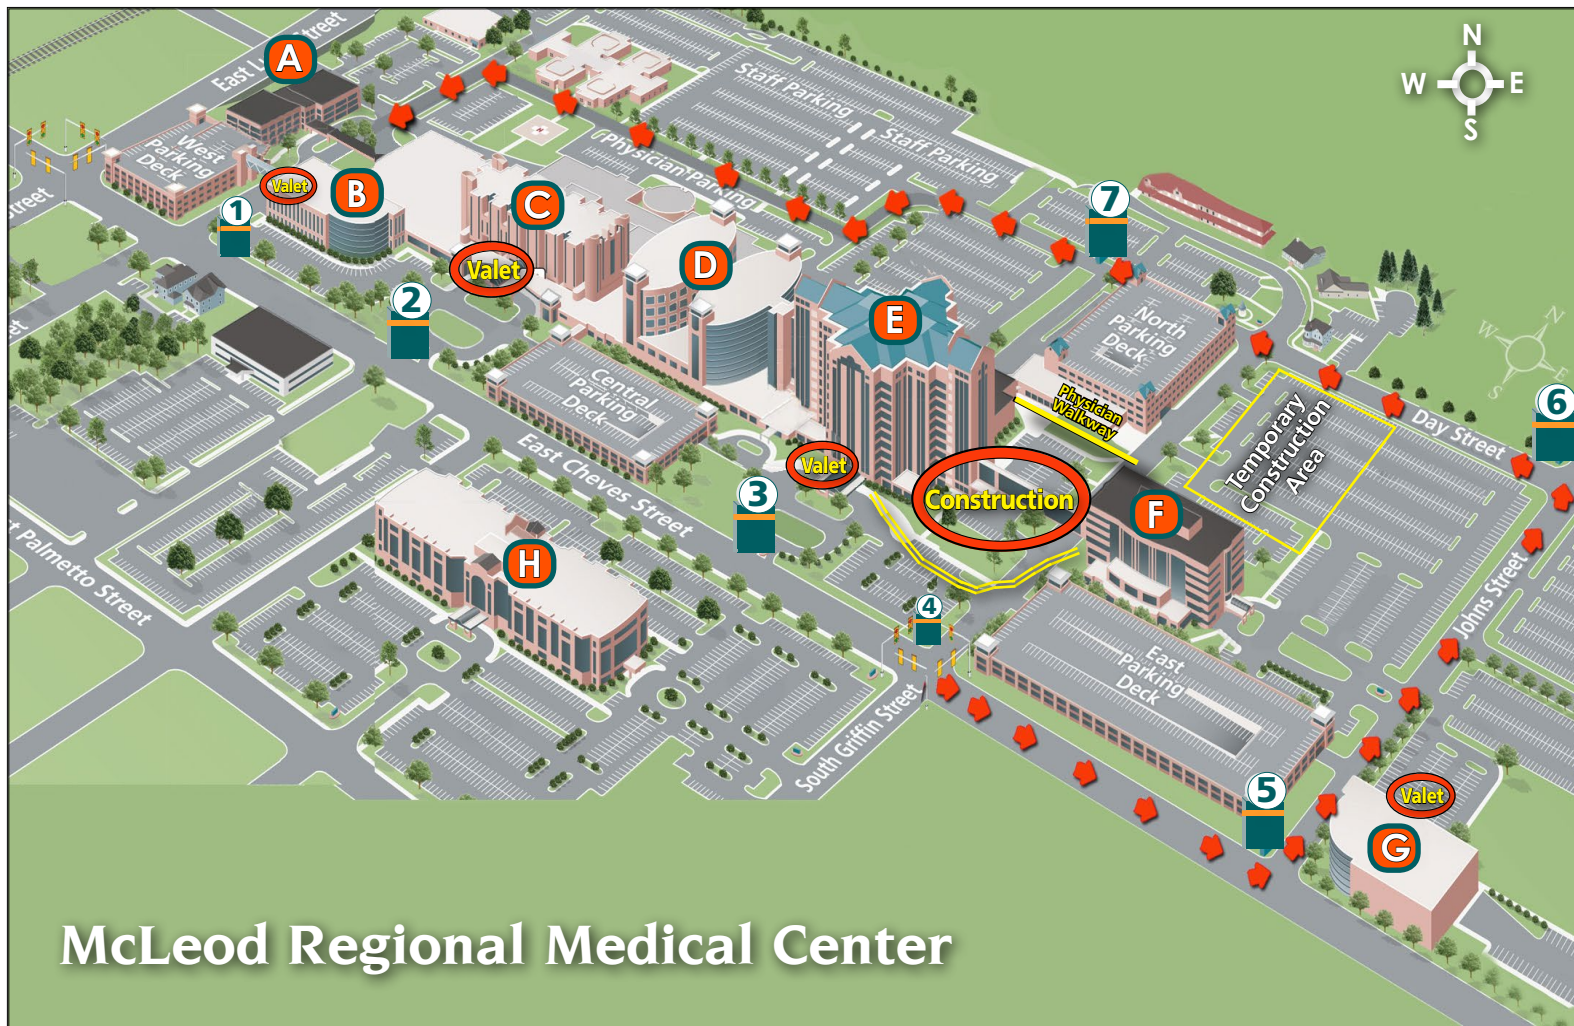 N
W E
S
East L Street
A
West
Parking
Deck
Valet
B
1
Street
Staff Parking
Staff Parking
Physician Parking
C
Valet
D
7
2
E
North
Parking
Deck
Central
Parking
Deck
Physician
Walkway
N
W
E
S
Day Street
6
Temporary
Construction
Area
Valet
Construction
F
3
East Cheves Street
H
Palmetto Street
4
Johns Street
East
Parking
Deck
South Griffin Street
5
Valet
G
McLeod Regional Medical Center